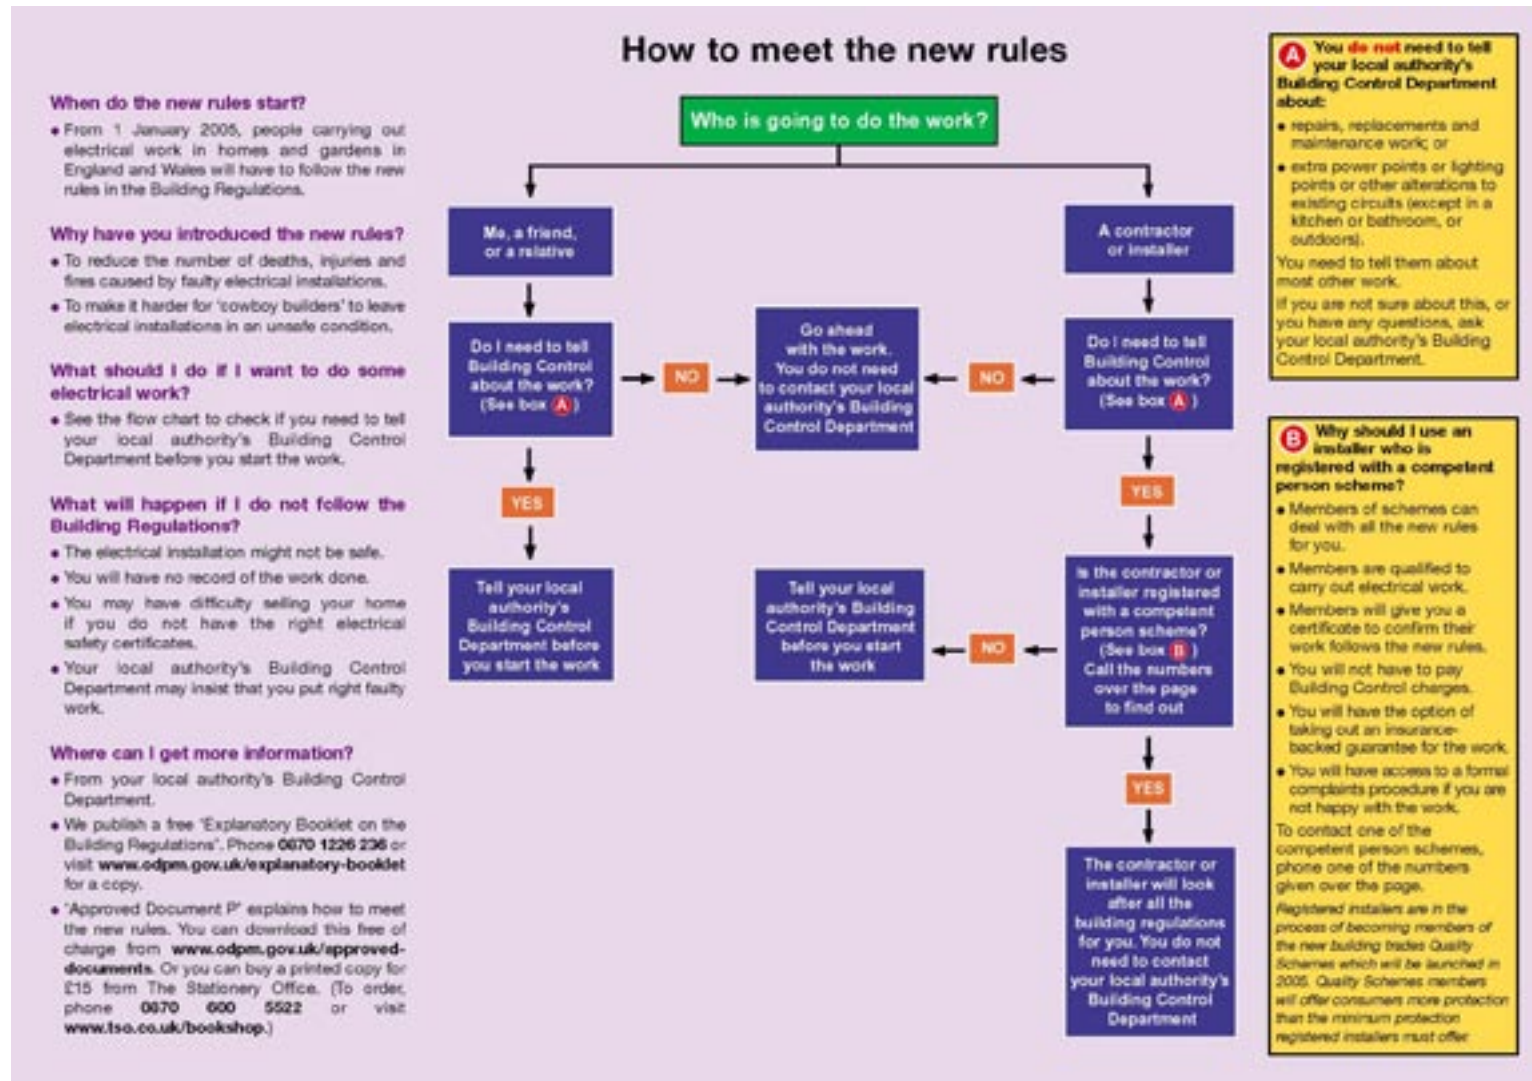 How to meet the new rules
When do the new rules start?
• From 1 January 2005, people carrying out
electrical work in homes and gardens in
England and Wales will have to follow the new
rules in the Building Regulations.
Why have you introduced the new rules?
• To reduce the number of deaths, injuries and
fires caused by faulty electrical installations.
• To make it harder for 'cowboy builders' to leave
electrical installations in an unsafe condition.
What should I do if I want to do some
electrical work?
• See the flow chart to check if you need to tell
your local authority's Building Control
Department before you start the work.
What will happen if I do not follow the
Building Regulations?
• The electrical installation might not be safe.
• You will have no record of the work done.
• You may have difficulty selling your home
if you do not have the right electrical
safety certificates.
• Your local authority's Building Control
Department may insist that you put right faulty
work.
Where can I get more information?
• From your local authority's Building Control
Department.
• We publish a free "Explanatory Booklet on the
Building Regulations". Phone 0870 1226 236 or
visit www.odpm.gov.uk/explanatory-booklet
for a copy.
• "Approved Document P" explains how to meet
the new rules. You can download this free of
charge from www.odpm.gov.uk/approved-
documents. Or you can buy a printed copy for
£15 from The Stationery Office. (To order,
phone 0870 600 5522 or visit
www.tso.co.uk/bookshop.)
Who is going to do the work?
Me, a friend,
or a relative
Do I need to tell
Building Control
about the work?
(See box A)
NO
YES
Tell your local
authority's
Building Control
Department before
you start the work
Go ahead
with the work.
You do not need
to contact your local
authority's Building
Control Department
A contractor
or installer
Do I need to tell
Building Control
about the work?
(See box A)
NO
YES
Is the contractor or
installer registered
with a competent
person scheme?
(See box B)
Call the numbers
over the page
to find out
NO
Tell your local
authority's Building
Control Department
before you start
the work
YES
The contractor or
installer will look
after all the
building regulations
for you. You do not
need to contact
your local authority's
Building Control
Department
A You do not need to tell
your local authority's
Building Control Department
about:
• repairs, replacements and
maintenance work; or
• extra power points or lighting
points or other alterations to
existing circuits (except in a
kitchen or bathroom, or
outdoors).
You need to tell them about
most other work.
If you are not sure about this, or
you have any questions, ask
your local authority's Building
Control Department.
B Why should I use an
installer who is
registered with a competent
person scheme?
• Members of schemes can
deal with all the new rules
for you.
• Members are qualified to
carry out electrical work.
• Members will give you a
certificate to confirm their
work follows the new rules.
• You will not have to pay
Building Control charges.
• You will have the option of
taking out an insurance-
backed guarantee for the work.
• You will have access to a formal
complaints procedure if you are
not happy with the work.
To contact one of the
competent person schemes,
phone one of the numbers
given over the page.
Registered installers are in the
process of becoming members of
the new building trades Quality
Schemes which will be launched in
2005. Quality Schemes members
will offer consumers more protection
than the minimum protection
registered installers must offer